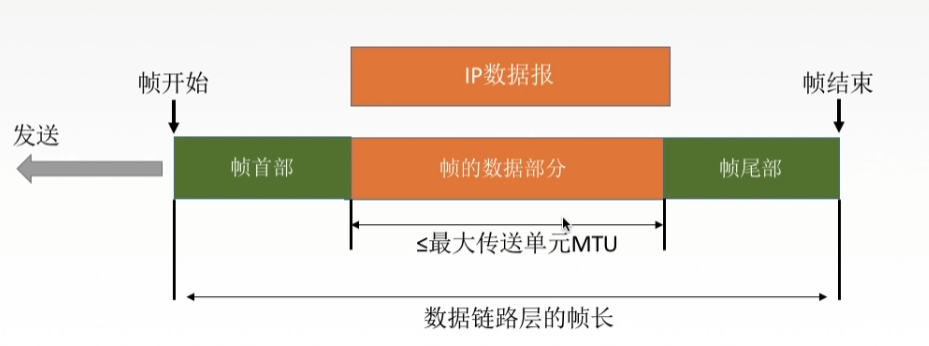 IP数据报
帧开始
帧结束
发送
帧首部
帧的数据部分
帧尾部
≤最大传送单元MTU
数据链路层的帧长